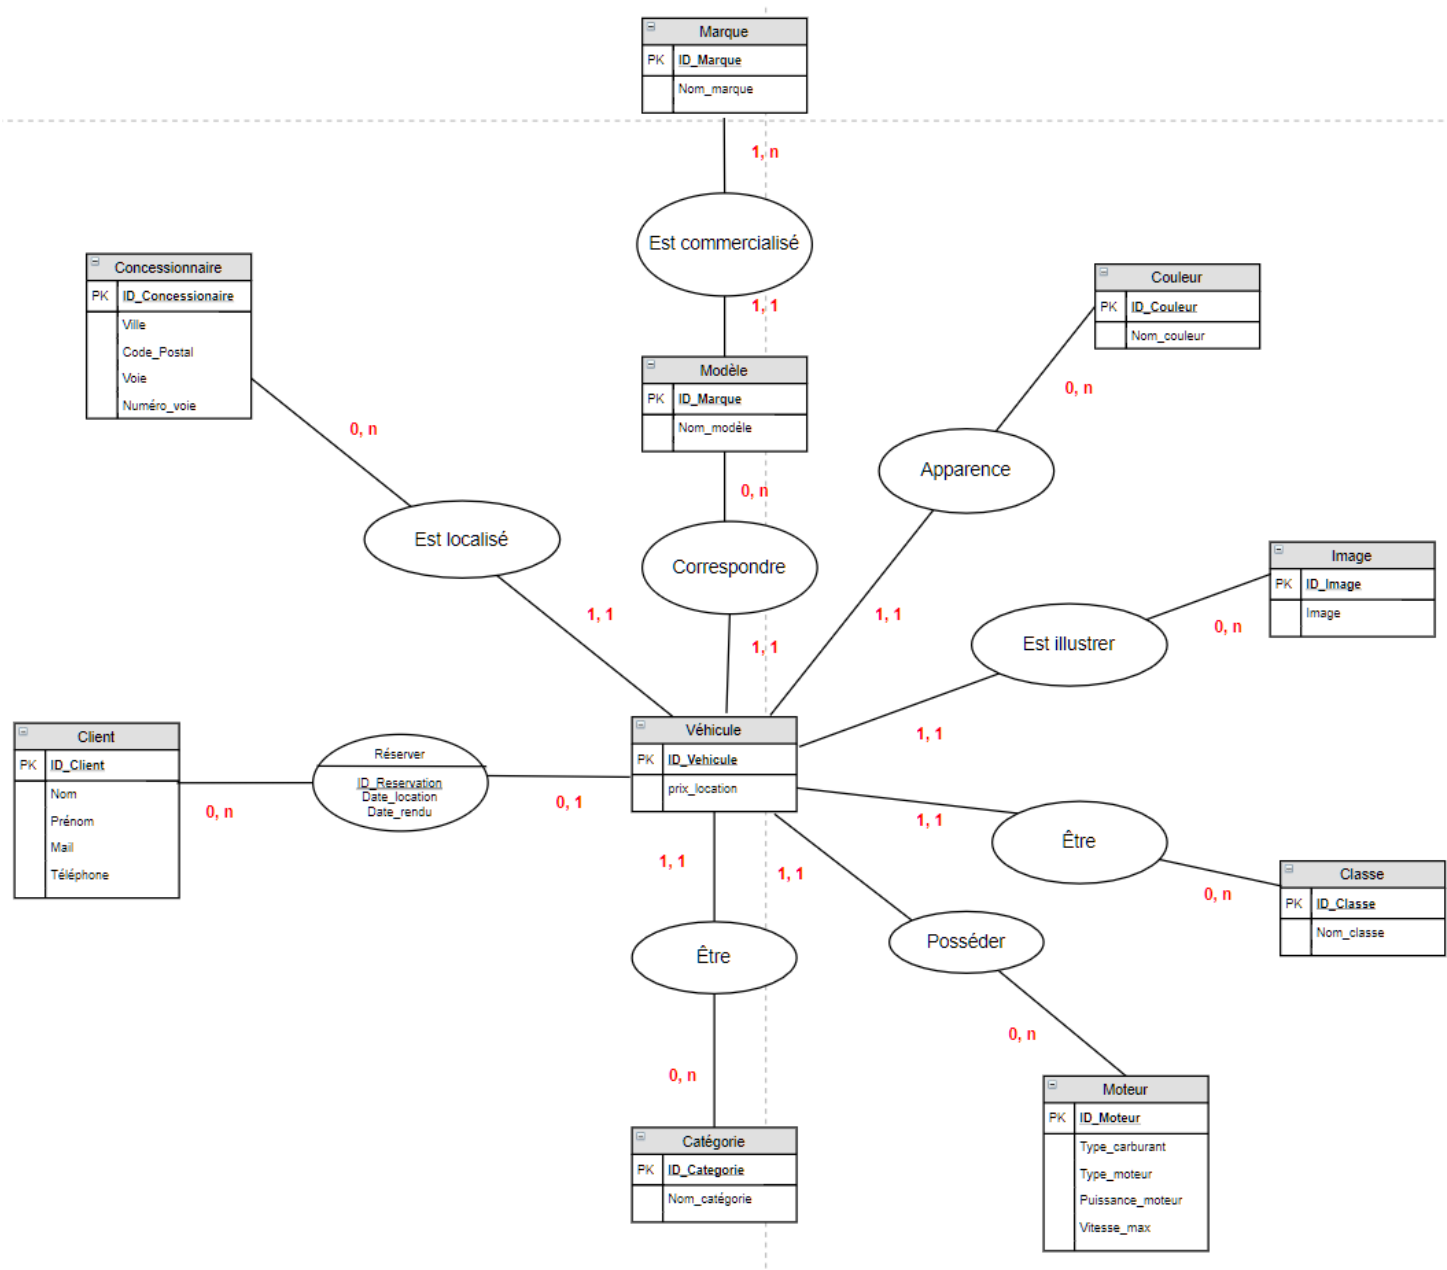 Marque
PK ID_Marque
Nom_marque
1, n
Est commercialisé
1, 1
Concessionnaire
PK ID_Concessionaire
Ville
Code_Postal
Voie
Numéro_voie
Couleur
PK ID_Couleur
Nom_couleur
Modèle
PK ID_Marque
Nom_modèle
0, n
0, n
0, n
Apparence
Est localisé
Correspondre
Image
PK ID_Image
Image
1, 1
1, 1
1, 1
0, n
Est illustrer
1, 1
Client
PK ID_Client
Nom
Prénom
Mail
Téléphone
0, n
Réserver
ID_Reservation
Date_location
Date_rendu
0, 1
Véhicule
PK ID_Vehicule
prix_location
1, 1
Être
0, n
Classe
PK ID_Classe
Nom_classe
1, 1
1, 1
Être
Posséder
0, n
0, n
Catégorie
PK ID_Categorie
Nom_catégorie
Moteur
PK ID_Moteur
Type_carburant
Type_moteur
Puissance_moteur
Vitesse_max